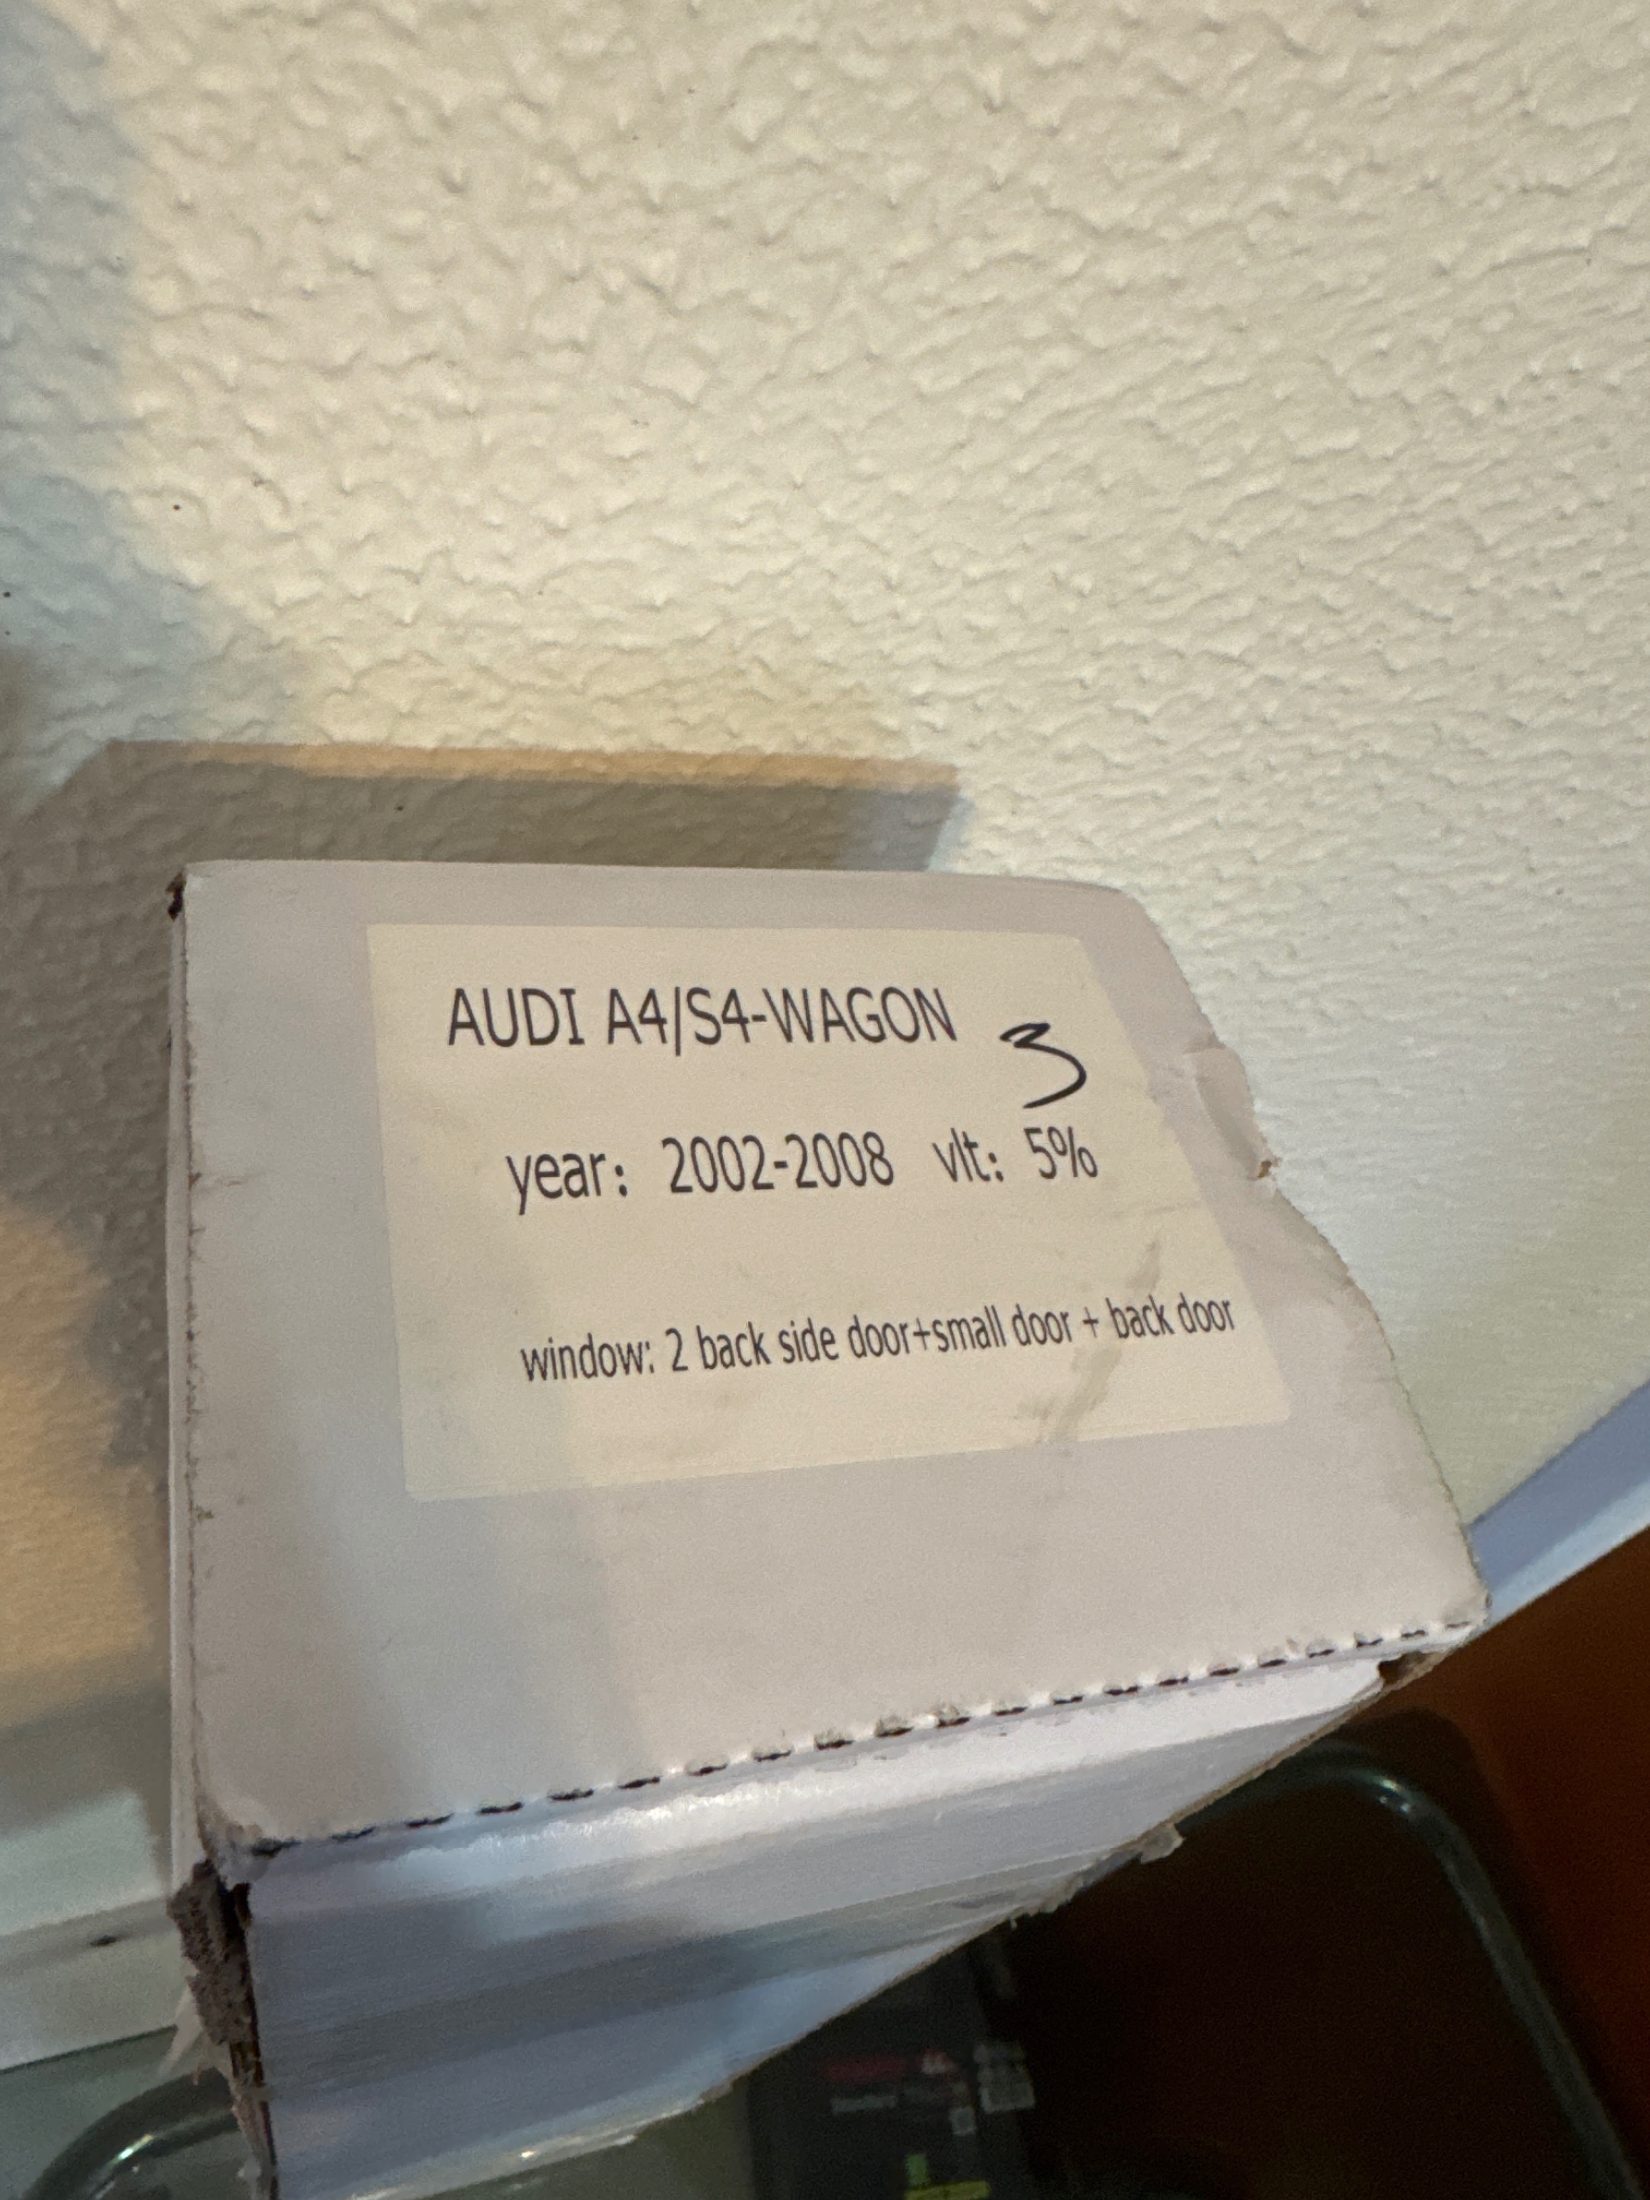 AUDI A4/S4-WAGON 3
year: 2002-2008 vlt: 5%
window: 2 back side door+small door + back door